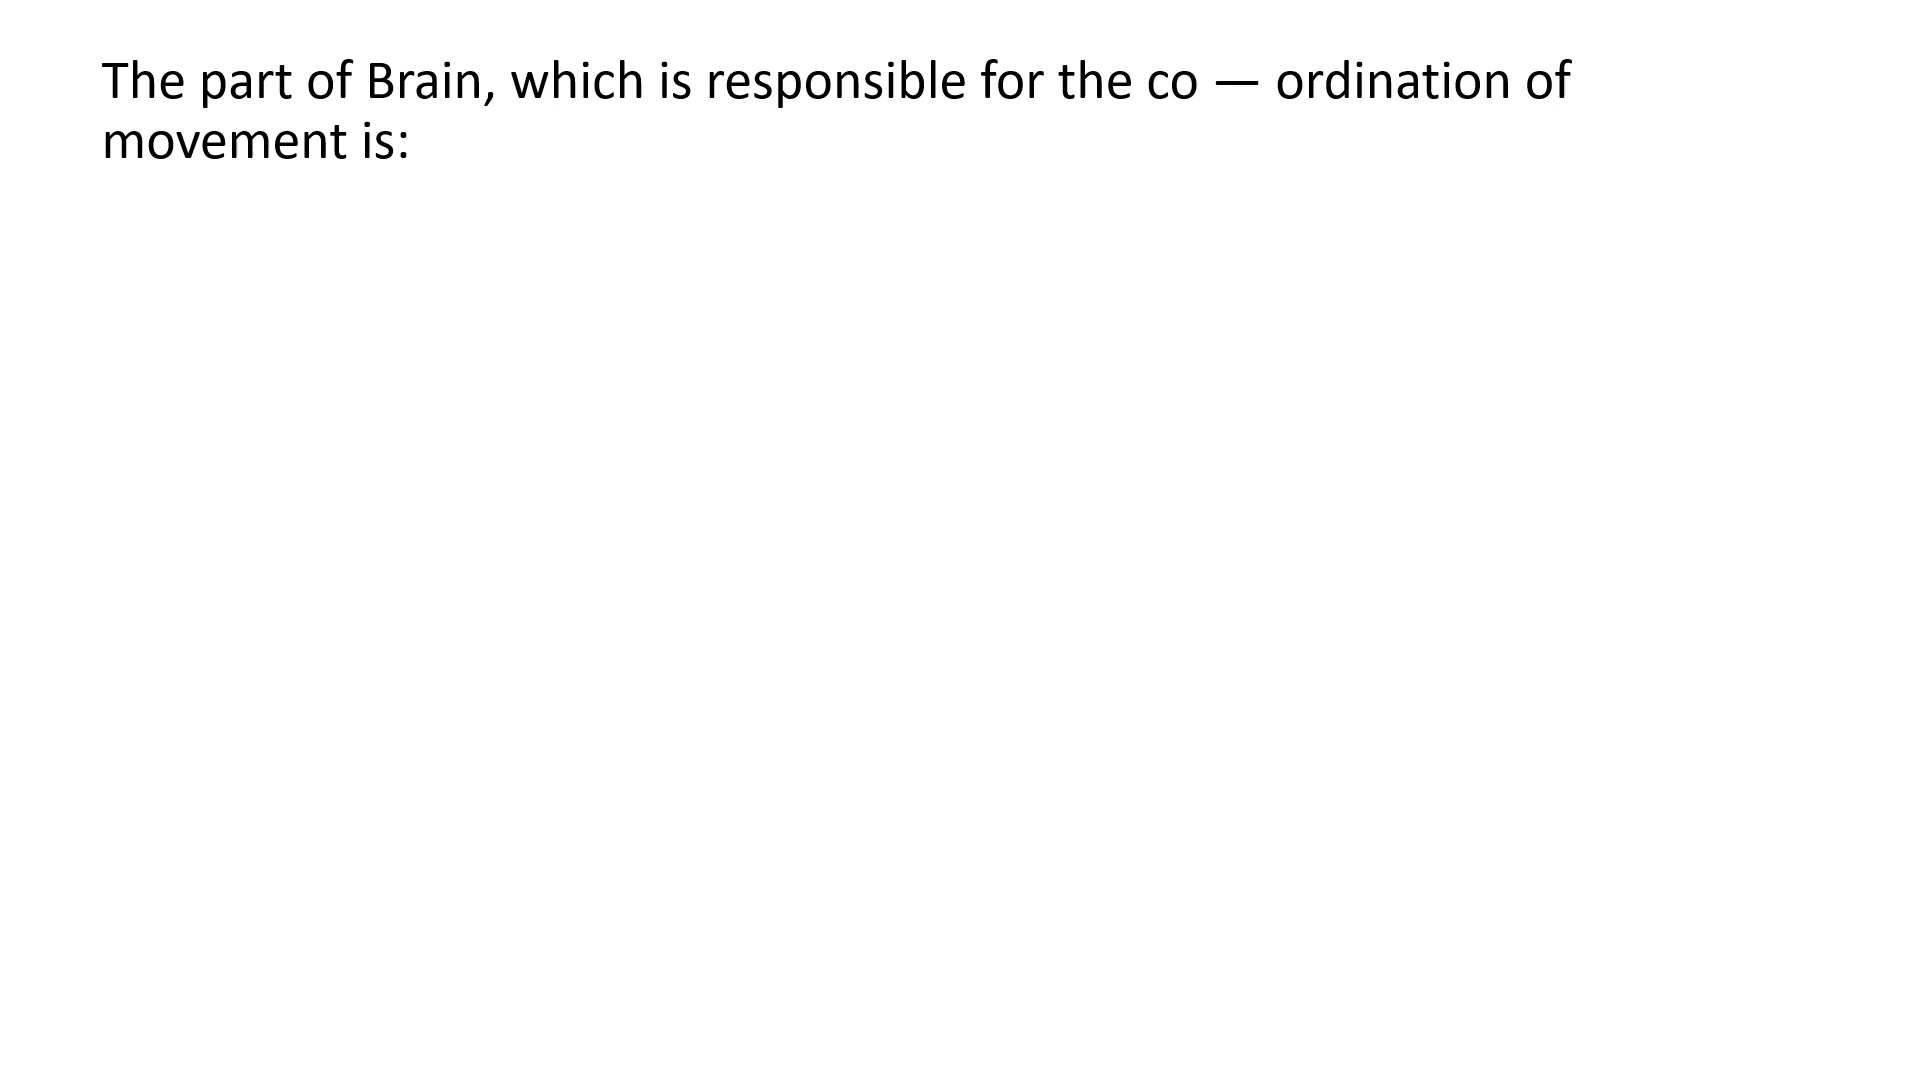 The part of Brain, which is responsible for the co — ordination of
movement is: